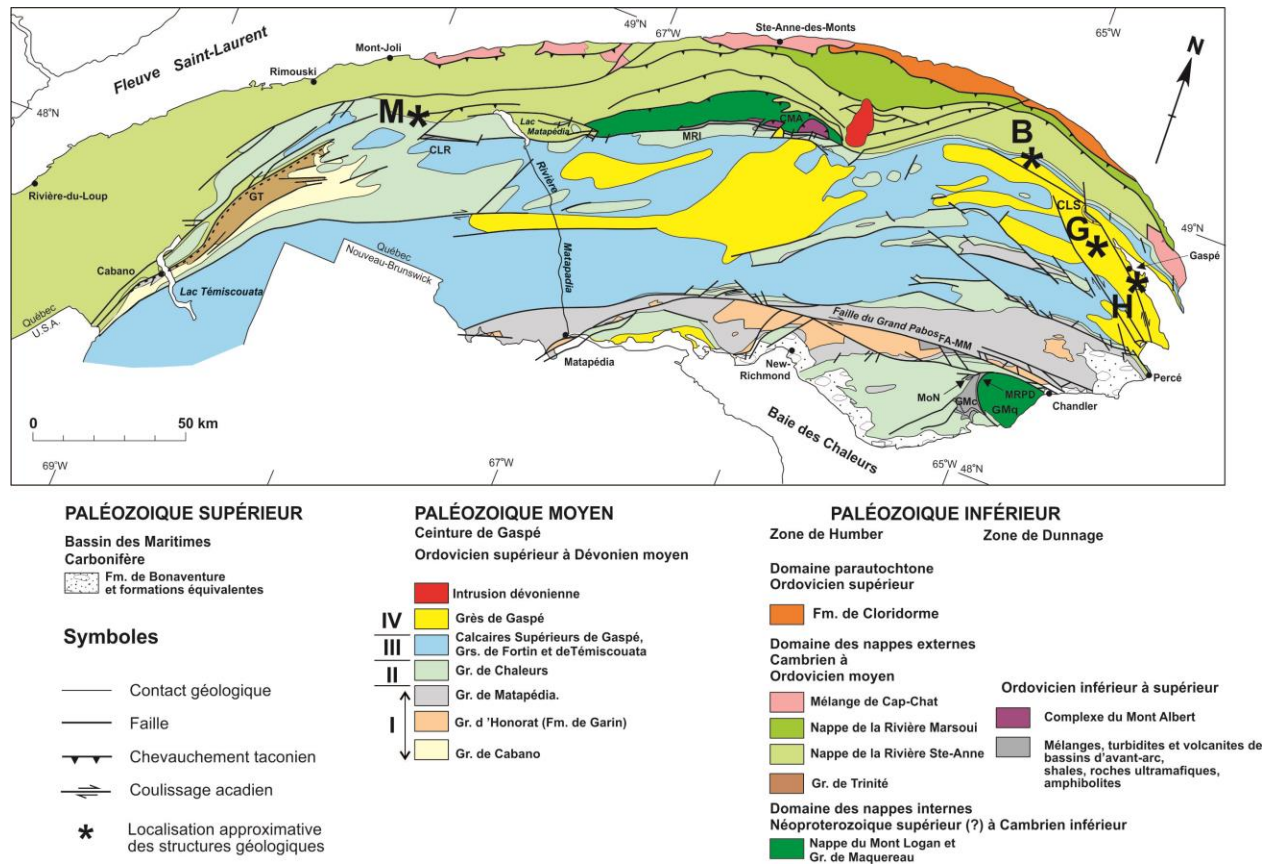 49°N
67°W
Ste-Anne-des-Monts
65°W
Fleuve Saint-Laurent
Mont-Joli
N
Rimouski
48°N
M
Lac
Matapédia
CMA
MRI
B
CLR
Rivière-du-Loup
GT
Rivière
CLS
G
49°N
Gaspé
Cabano
Québec
Nouveau-Brunswick
Matapadia
H
Lac Témiscouata
Québec
U.S.A.
Faille du Grand Pabos
FA-MM
Matapédia
New-
Richmond
Percé
MoN
MRPD
GMc
GMq
Chandler
0 50 km
Baie des Chaleurs
69°W
67°W
65°W
48°N
PALÉOZOIQUE SUPÉRIEUR
Bassin des Maritimes
Carbonifère
Fm. de Bonaventure
et formations équivalentes
Symboles
Contact géologique
Faille
Chevauchement taconien
Coulissage acadien
Localisation approximative
des structures géologiques
PALÉOZOIQUE MOYEN
Ceinture de Gaspé
Ordovicien supérieur à Dévonien moyen
Intrusion dévonienne
IV
Grès de Gaspé
III
Calcaires Supérieurs de Gaspé,
Grs. de Fortin et deTémiscouata
II
Gr. de Chaleurs
Gr. de Matapédia.
I
Gr. d 'Honorat (Fm. de Garin)
Gr. de Cabano
PALÉOZOIQUE INFÉRIEUR
Zone de Humber
Zone de Dunnage
Domaine parautochtone
Ordovicien supérieur
Fm. de Cloridorme
Domaine des nappes externes
Cambrien à
Ordovicien moyen
Mélange de Cap-Chat
Nappe de la Rivière Marsoui
Nappe de la Rivière Ste-Anne
Gr. de Trinité
Domaine des nappes internes
Néoproterozoique supérieur (?) à Cambrien inférieur
Nappe du Mont Logan et
Gr. de Maquereau
Ordovicien inférieur à supérieur
Complexe du Mont Albert
Mélanges, turbidites et volcanites de
bassins d'avant-arc,
shales, roches ultramafiques,
amphibolites